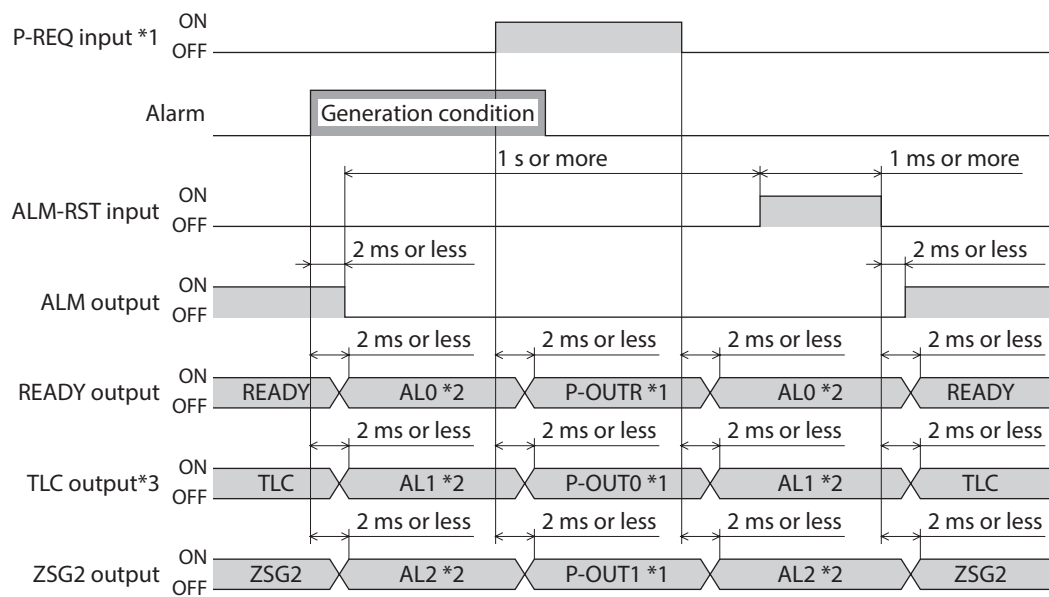 P-REQ input *1 ON
OFF
Alarm Generation condition
1 s or more 1 ms or more
ALM-RST input ON
OFF
2 ms or less 2 ms or less
ALM output ON
OFF
2 ms or less 2 ms or less 2 ms or less 2 ms or less
READY output ON
OFF READY AL0 *2 P-OUTR *1 AL0 *2 READY
2 ms or less 2 ms or less 2 ms or less 2 ms or less
TLC output*3 ON
OFF TLC AL1 *2 P-OUT0 *1 AL1 *2 TLC
2 ms or less 2 ms or less 2 ms or less 2 ms or less
ZSG2 output ON
OFF ZSG2 AL2 *2 P-OUT1 *1 AL2 *2 ZSG2